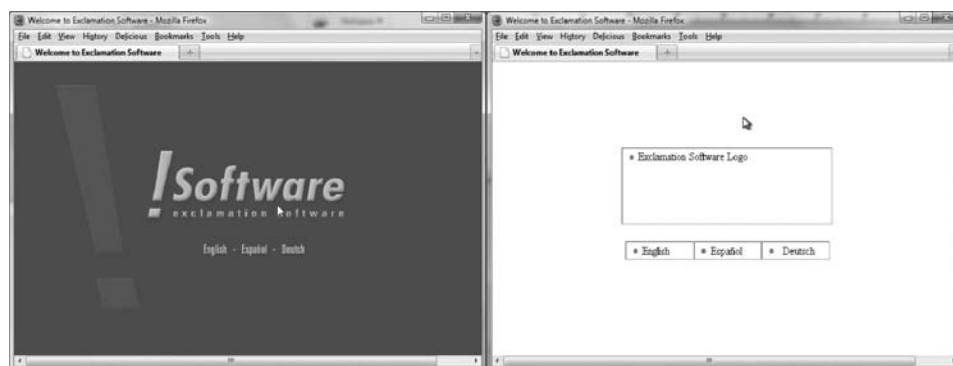 Welcome to Exclamation Software - Mozilla Firefox
File Edit View History Delicious Bookmarks Tools Help
Welcome to Exclamation Software
!Software
exclamation software
English - Español - Deutch
Welcome to Exclamation Software - Mozilla Firefox
File Edit View History Delicious Bookmarks Tools Help
Welcome to Exclamation Software
Exclamation Software Logo
English
Español
Deutsch